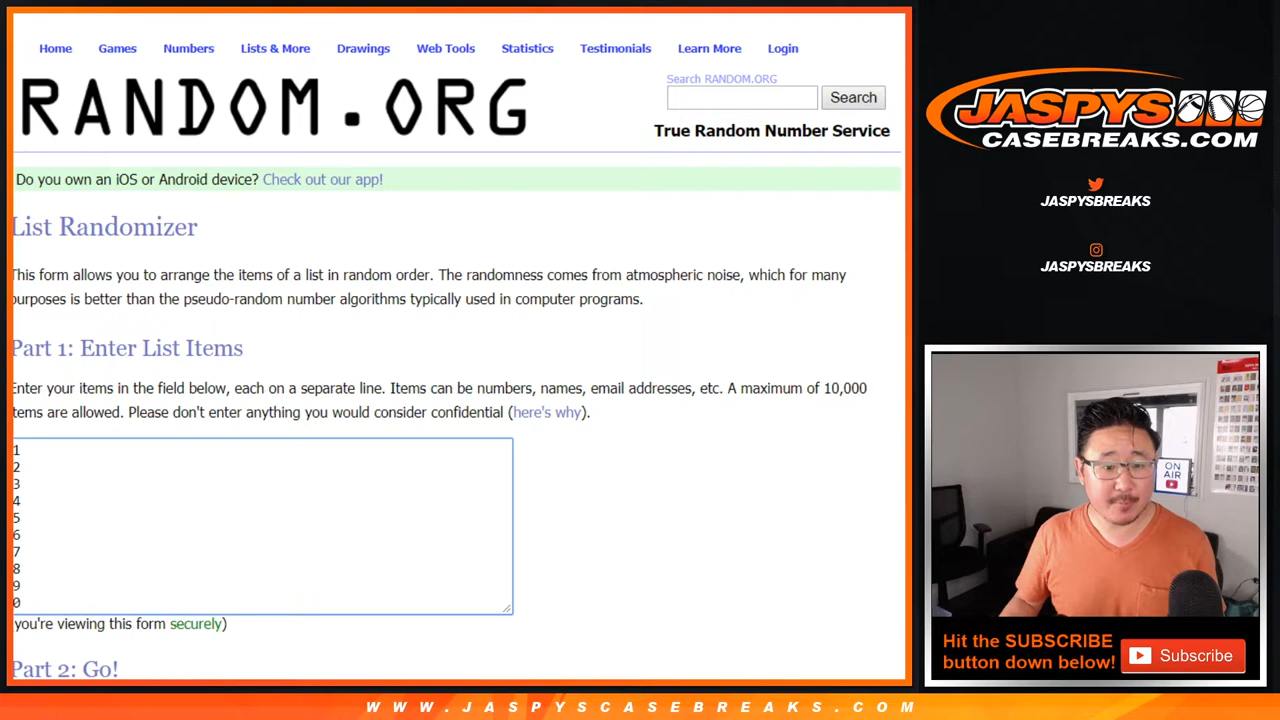 Home Games Numbers Lists & More Drawings Web Tools Statistics Testimonials Learn More Login
RANDOM.ORG
Search RANDOM.ORG
Search
True Random Number Service
Do you own an iOS or Android device? Check out our app!
List Randomizer
This form allows you to arrange the items of a list in random order. The randomness comes from atmospheric noise, which for many
purposes is better than the pseudo-random number algorithms typically used in computer programs.
Part 1: Enter List Items
Enter your items in the field below, each on a separate line. Items can be numbers, names, email addresses, etc. A maximum of 10,000
items are allowed. Please don't enter anything you would consider confidential (here's why).
1
2
3
4
5
6
7
8
9
0
you're viewing this form securely)
Part 2: Go!
JASPYS
CASEBREAKS.COM
JASPYSBREAKS
JASPYSBREAKS
ON
AIR
Hit the SUBSCRIBE
button down below!
Subscribe
WWW.JASPYSCASEBREAKS.COM